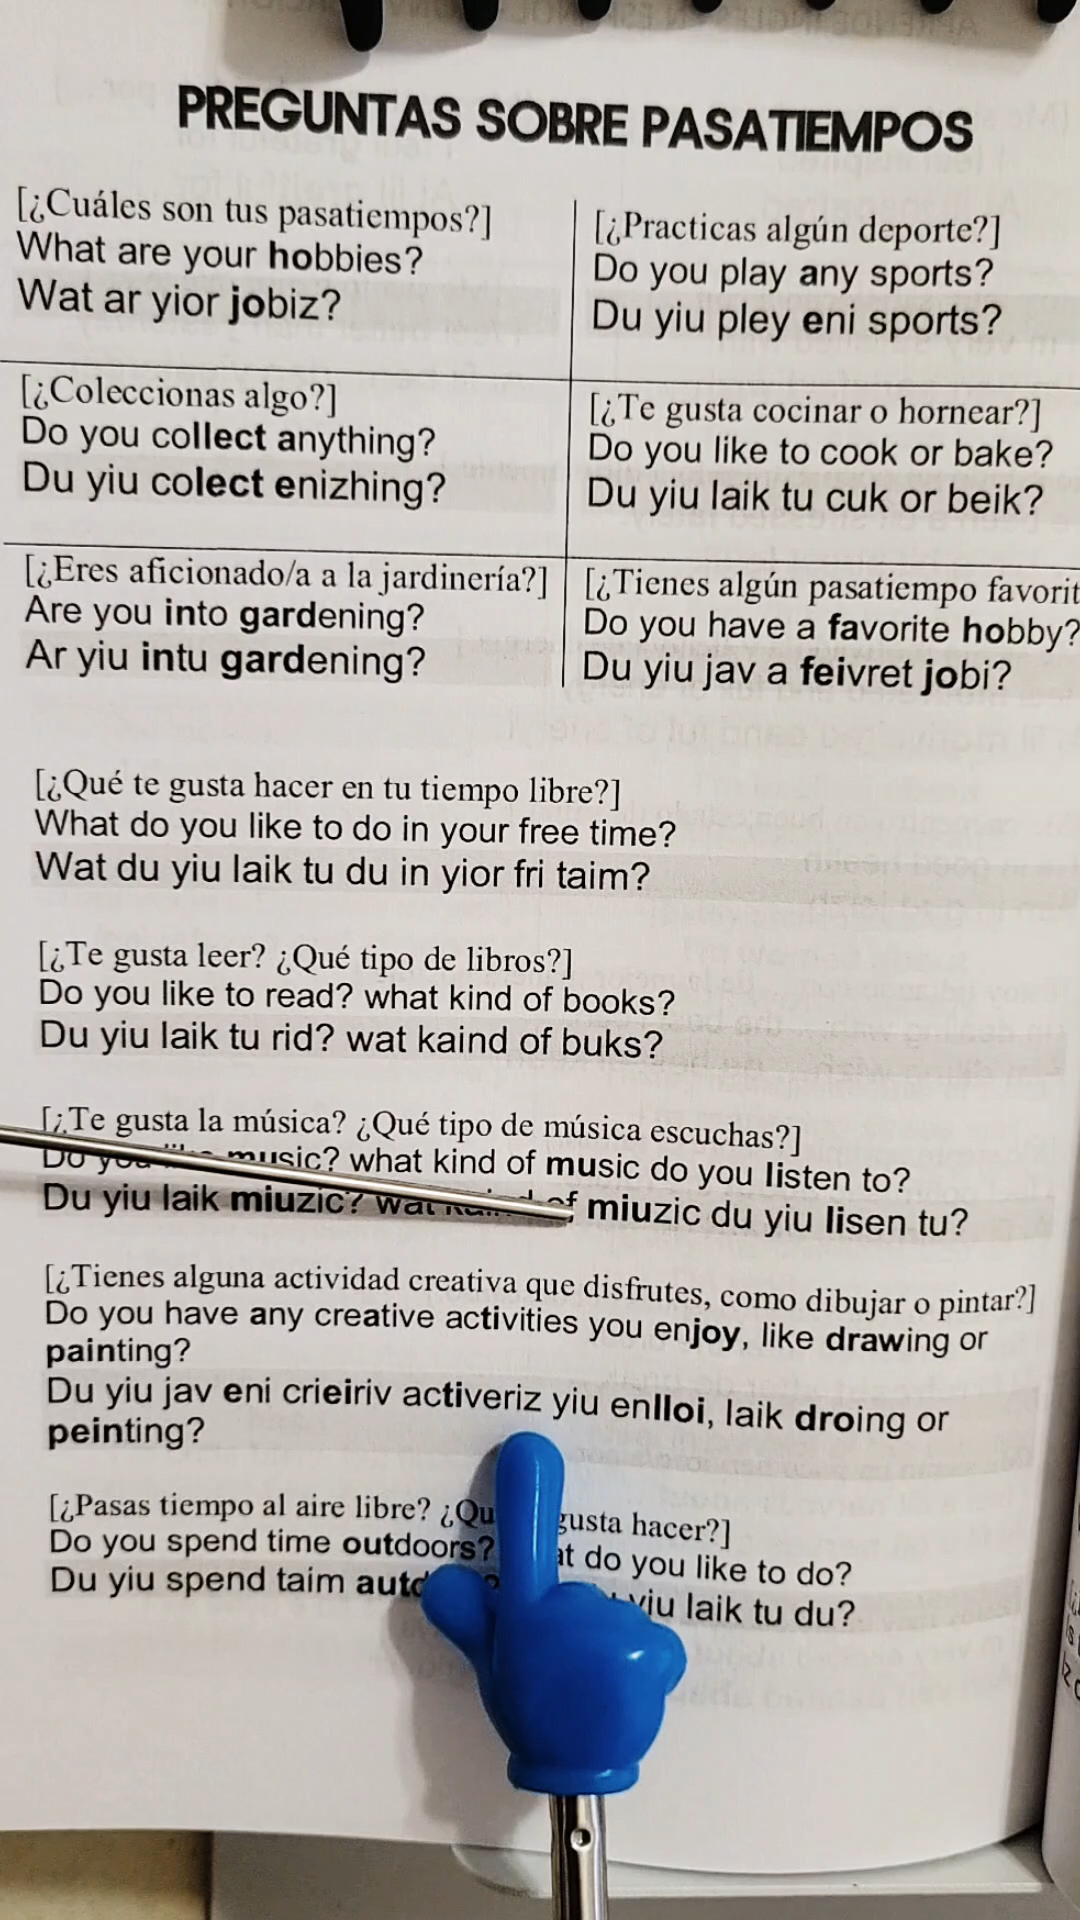 PREGUNTAS SOBRE PASATIEMPOS
[¿Cuáles son tus pasatiempos?]
What are your hobbies?
Wat ar yior jobiz?
[¿Practicas algún deporte?]
Do you play any sports?
Du yiu pley eni sports?
[¿Coleccionas algo?]
Do you collect anything?
Du yiu colect enizhing?
[¿Te gusta cocinar o hornear?]
Do you like to cook or bake?
Du yiu laik tu cuk or beik?
[¿Eres aficionado/a a la jardinería?]
Are you into gardening?
Ar yiu intu gardening?
[¿Tienes algún pasatiempo favorit
Do you have a favorite hobby?
Du yiu jav a feivret jobi?
[¿Qué te gusta hacer en tu tiempo libre?]
What do you like to do in your free time?
Wat du yiu laik tu du in yior fri taim?
[¿Te gusta leer? ¿Qué tipo de libros?]
Do you like to read? what kind of books?
Du yiu laik tu rid? wat kaind of buks?
[¿Te gusta la música? ¿Qué tipo de música escuchas?]
Do you music? what kind of music do you listen to?
Du yiu laik miuzic? wat of miuzic du yiu lisen tu?
[¿Tienes alguna actividad creativa que disfrutes, como dibujar o pintar?]
Do you have any creative activities you enjoy, like drawing or
painting?
Du yiu jav eni crieiriv activeriz yiu enlloi, laik droing or
peinting?
[¿Pasas tiempo al aire libre? ¿Qu gusta hacer?]
Do you spend time outdoors? at do you like to do?
Du yiu spend taim yiu laik tu du?